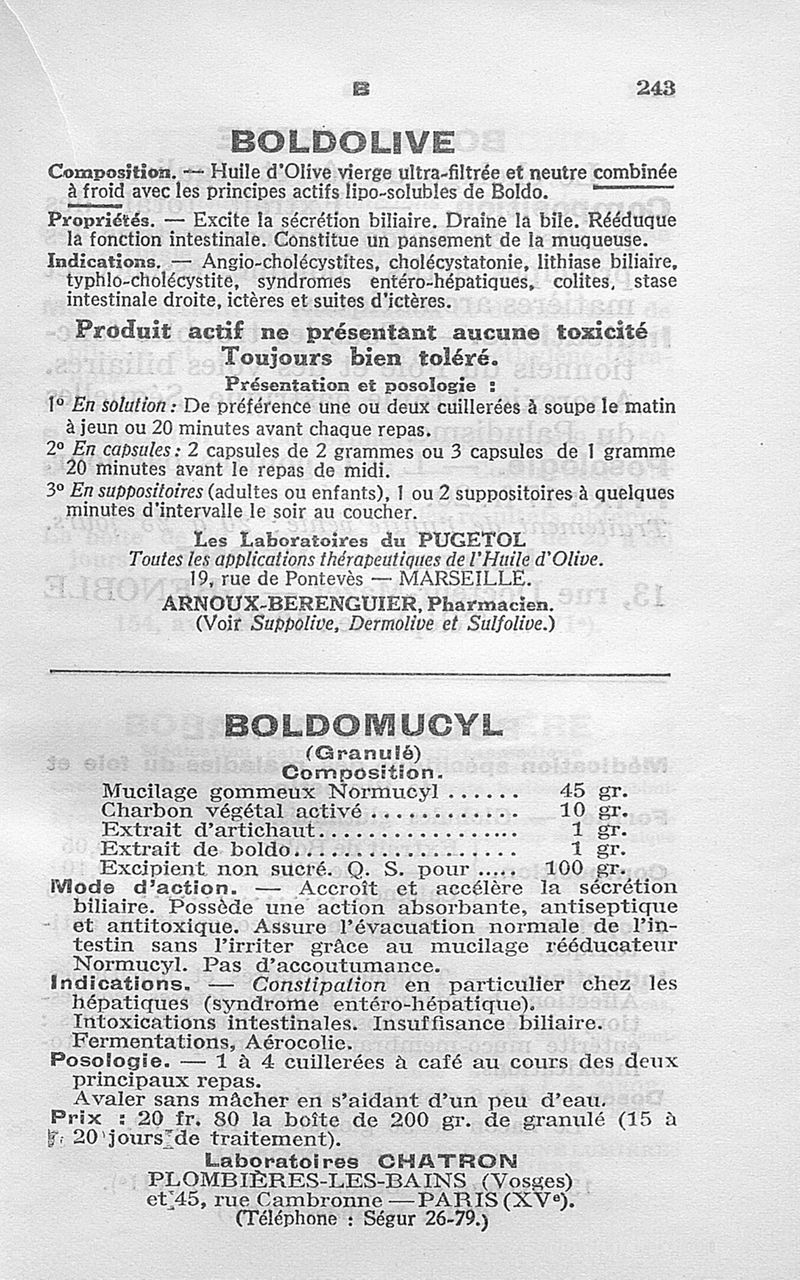 B 243
BOLDOLIVE
Composition. — Huile d'Olive vierge ultra-filtrée et neutre combinée
à froid avec les principes actifs lipo-solubles de Boldo.
Propriétés. — Excite la sécrétion biliaire. Draine la bile. Rééduque
la fonction intestinale. Constitue un pansement de la muqueuse.
Indications. — Angio-cholécystites, cholécystatonie, lithiase biliaire,
typhlo-cholécystite, syndromes entéro-hépatiques, colites, stase
intestinale droite, ictères et suites d'ictères.
Produit actif ne présentant aucune toxicité
Toujours bien toléré.
Présentation et posologie :
1º En solution : De préférence une ou deux cuillerées à soupe le matin
à jeun ou 20 minutes avant chaque repas.
2º En capsules : 2 capsules de 2 grammes ou 3 capsules de 1 gramme
20 minutes avant le repas de midi.
3º En suppositoires (adultes ou enfants), 1 ou 2 suppositoires à quelques
minutes d'intervalle le soir au coucher.
Les Laboratoires du PUGETOL
Toutes les applications thérapeutiques de l'Huile d'Olive.
19, rue de Pontevès — MARSEILLE.
ARNOUX-BERENGUIER, Pharmacien.
(Voir Suppolive, Dermolive et Sulfolive.)
BOLDOMUCYL
(Granulé)
Composition.
Mucilage gommeux Normucyl ...... 45 gr.
Charbon végétal activé ............ 10 gr.
Extrait d'artichaut.................. 1 gr.
Extrait de boldo.................... 1 gr.
Excipient non sucré. Q. S. pour ..... 100 gr.
Mode d'action. — Accroît et accélère la sécrétion
biliaire. Possède une action absorbante, antiseptique
et antitoxique. Assure l'évacuation normale de l'in-
testin sans l'irriter grâce au mucilage rééducateur
Normucyl. Pas d'accoutumance.
Indications. — Constipation en particulier chez les
hépatiques (syndrome entéro-hépatique).
Intoxications intestinales. Insuffisance biliaire.
Fermentations, Aérocolie.
Posologie. — 1 à 4 cuillerées à café au cours des deux
principaux repas.
Avaler sans mâcher en s'aidant d'un peu d'eau.
Prix : 20 fr. 80 la boîte de 200 gr. de granulé (15 à
20 jours de traitement).
Laboratoires CHATRON
PLOMBIÈRES-LES-BAINS (Vosges)
et 45, rue Cambronne — PARIS (XVe).
(Téléphone : Ségur 26-79.)